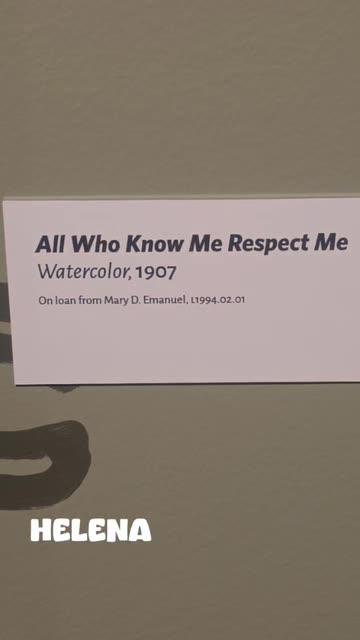 All Who Know Me Respect Me
Watercolor, 1907
On loan from Mary D. Emanuel, L1994.02.01
HELENA